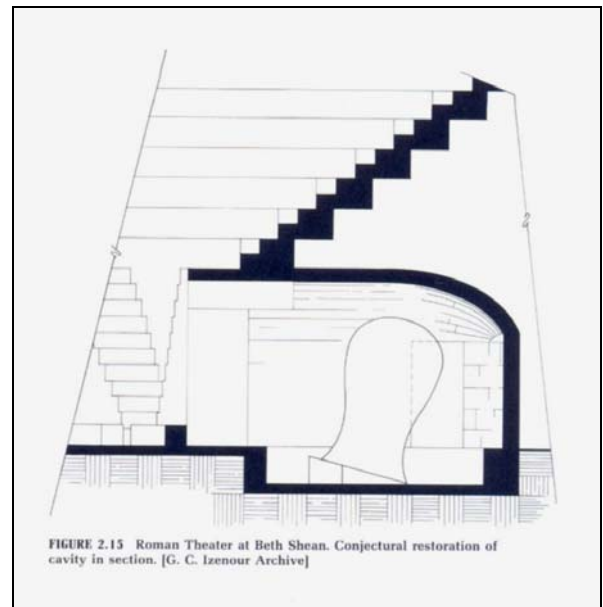 FIGURE 2.15 Roman Theater at Beth Shean. Conjectural restoration of
cavity in section. [G. C. Izenour Archive]